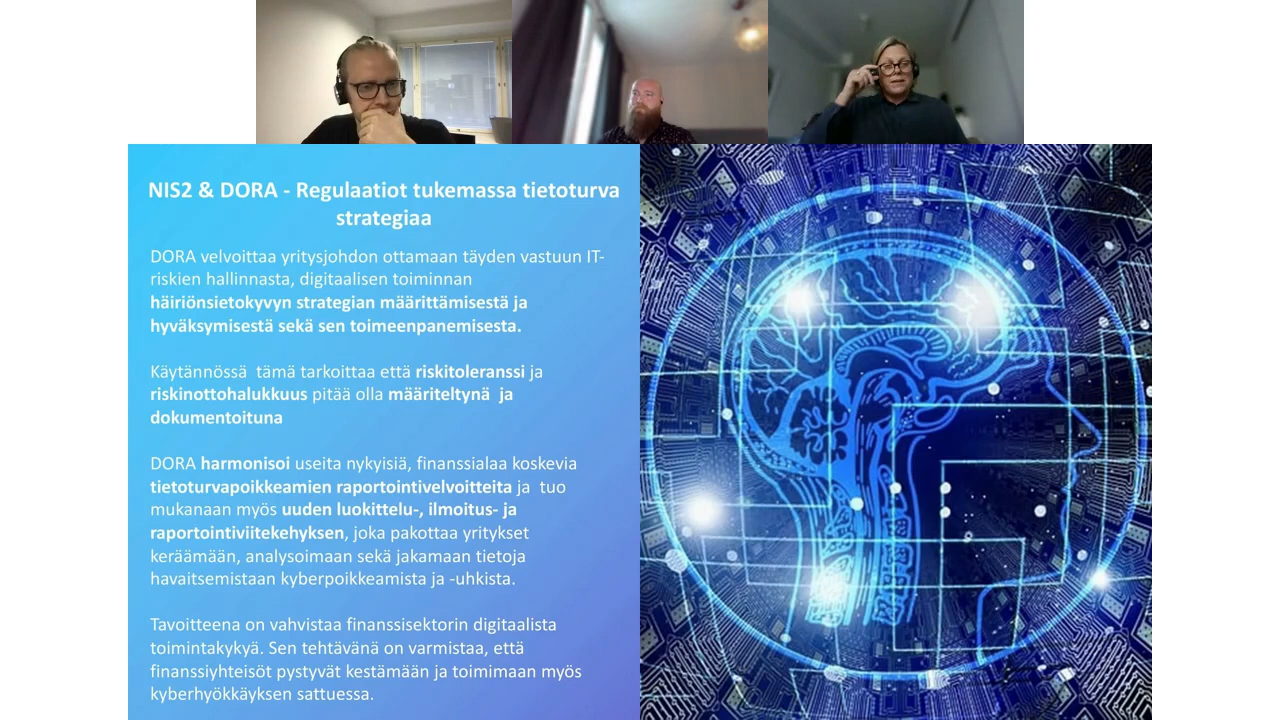 NIS2 & DORA - Regulaatiot tukemassa tietoturva
strategiaa
DORA velvoittaa yritysjohdon ottamaan täyden vastuun IT-
riskien hallinnasta, digitaalisen toiminnan
häiriönsietokyvyn strategian määrittämisestä ja
hyväksymisestä sekä sen toimeenpanemisesta.
Käytännössä  tämä tarkoittaa että riskitoleranssi ja
riskinottohalukkuus pitää olla määriteltynä  ja
dokumentoituna
DORA harmonisoi useita nykyisiä, finanssialaa koskevia
tietoturvapoikkeamien raportointivelvoitteita ja  tuo
mukanaan myös uuden luokittelu-, ilmoitus- ja
raportointiviitekehyksen, joka pakottaa yritykset
keräämään, analysoimaan sekä jakamaan tietoja
havaitsemistaan kyberpoikkeamista ja -uhkista.
Tavoitteena on vahvistaa finanssisektorin digitaalista
toimintakykyä. Sen tehtävänä on varmistaa, että
finanssiyhteisöt pystyvät kestämään ja toimimaan myös
kyberhyökkäyksen sattuessa.